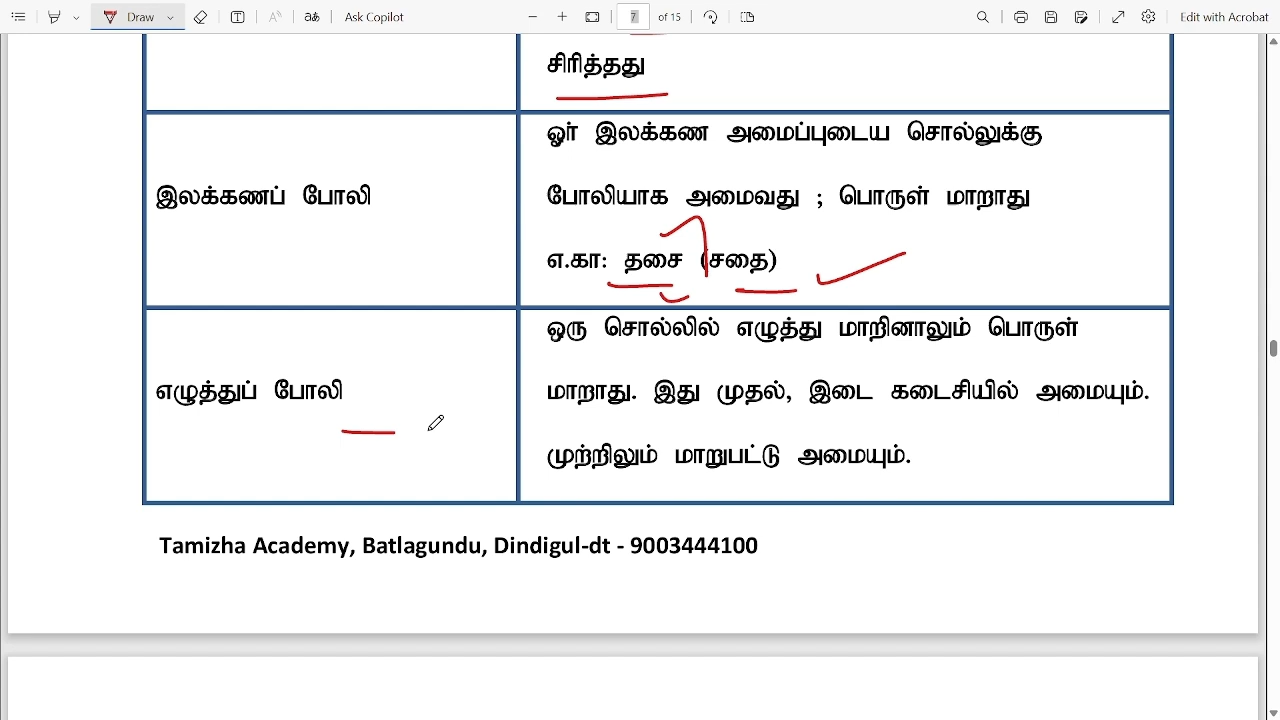 Draw
Ask Copilot
7 of 15
Edit with Acrobat
சிரித்தது
ஓர் இலக்கண அமைப்புடைய சொல்லுக்கு
இலக்கணப் போலி
போலியாக அமைவது ; பொருள் மாறாது
எ.கா: தசை (சதை)
ஒரு சொல்லில் எழுத்து மாறினாலும் பொருள்
எழுத்துப் போலி
மாறாது. இது முதல், இடை கடைசியில் அமையும்.
முற்றிலும் மாறுபட்டு அமையும்.
Tamizha Academy, Batlagundu, Dindigul-dt - 9003444100